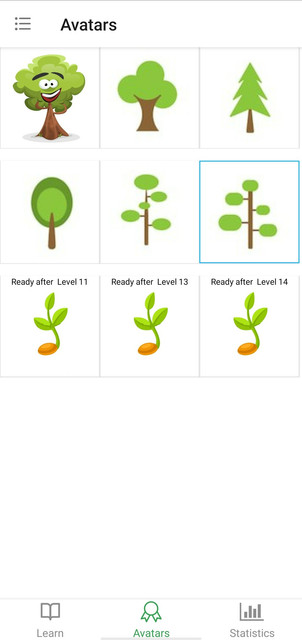 Avatars
Ready after Level 11
Ready after Level 13
Ready after Level 14
Learn
Avatars
Statistics